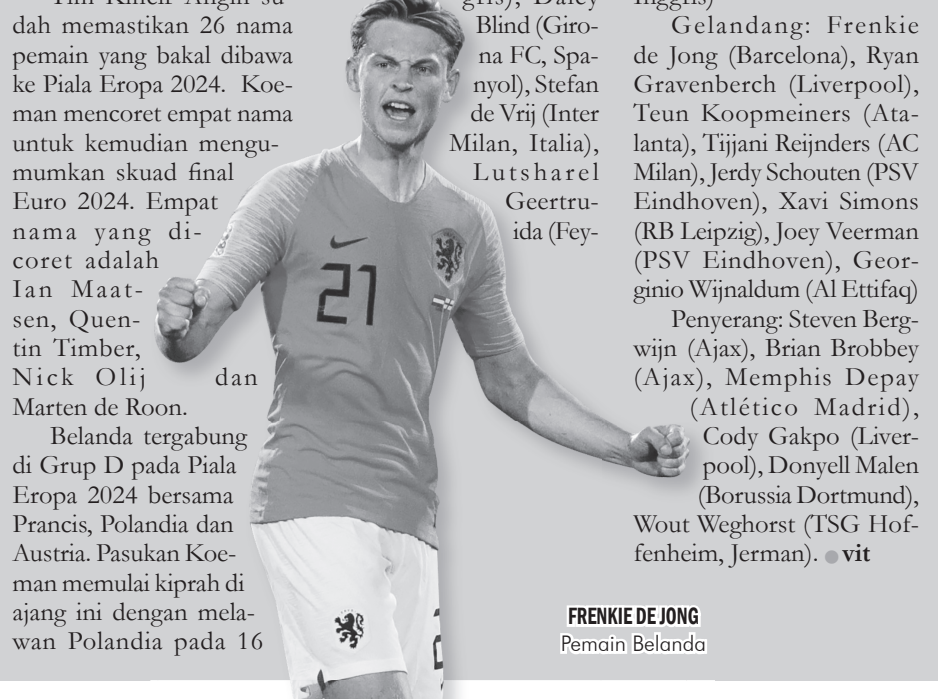 Tim Kincir Angin su-
dah memastikan 26 nama
pemain yang bakal dibawa
ke Piala Eropa 2024. Koe-
man mencoret empat nama
untuk kemudian mengu-
mumkan skuad final
Euro 2024. Empat
nama yang di-
coret adalah
Ian Maat-
sen, Quen-
tin Timber,
Nick Olij dan
Marten de Roon.
Belanda tergabung
di Grup D pada Piala
Eropa 2024 bersama
Prancis, Polandia dan
Austria. Pasukan Koe-
man memulai kiprah di
ajang ini dengan mela-
wan Polandia pada 16
gris), Daley
Blind (Giro-
na FC, Spa-
nyol), Stefan
de Vrij (Inter
Milan, Italia),
Lutsharel
Geertru-
ida (Fey-
Inggris)
Gelandang: Frenkie
de Jong (Barcelona), Ryan
Gravenberch (Liverpool),
Teun Koopmeiners (Ata-
lanta), Tijjani Reijnders (AC
Milan), Jerdy Schouten (PSV
Eindhoven), Xavi Simons
(RB Leipzig), Joey Veerman
(PSV Eindhoven), Geor-
ginio Wijnaldum (Al Ettifaq)
Penyerang: Steven Berg-
wijn (Ajax), Brian Brobbey
(Ajax), Memphis Depay
(Atlético Madrid),
Cody Gakpo (Liver-
pool), Donyell Malen
(Borussia Dortmund),
Wout Weghorst (TSG Hof-
fenheim, Jerman). ● vit
21
FRENKIE DE JONG
Pemain Belanda